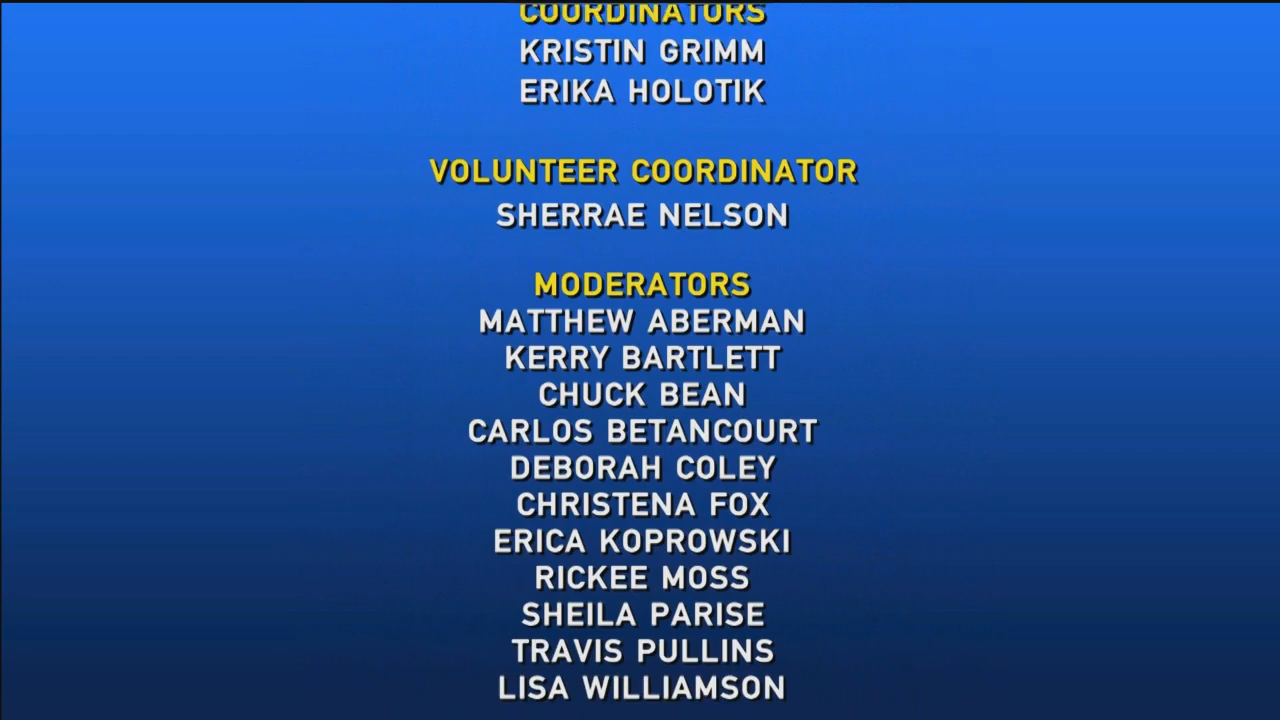 COORDINATORS
KRISTIN GRIMM
ERIKA HOLOTIK
VOLUNTEER COORDINATOR
SHERRAE NELSON
MODERATORS
MATTHEW ABERMAN
KERRY BARTLETT
CHUCK BEAN
CARLOS BETANCOURT
DEBORAH COLEY
CHRISTENA FOX
ERICA KOPROWSKI
RICKEE MOSS
SHEILA PARISE
TRAVIS PULLINS
LISA WILLIAMSON